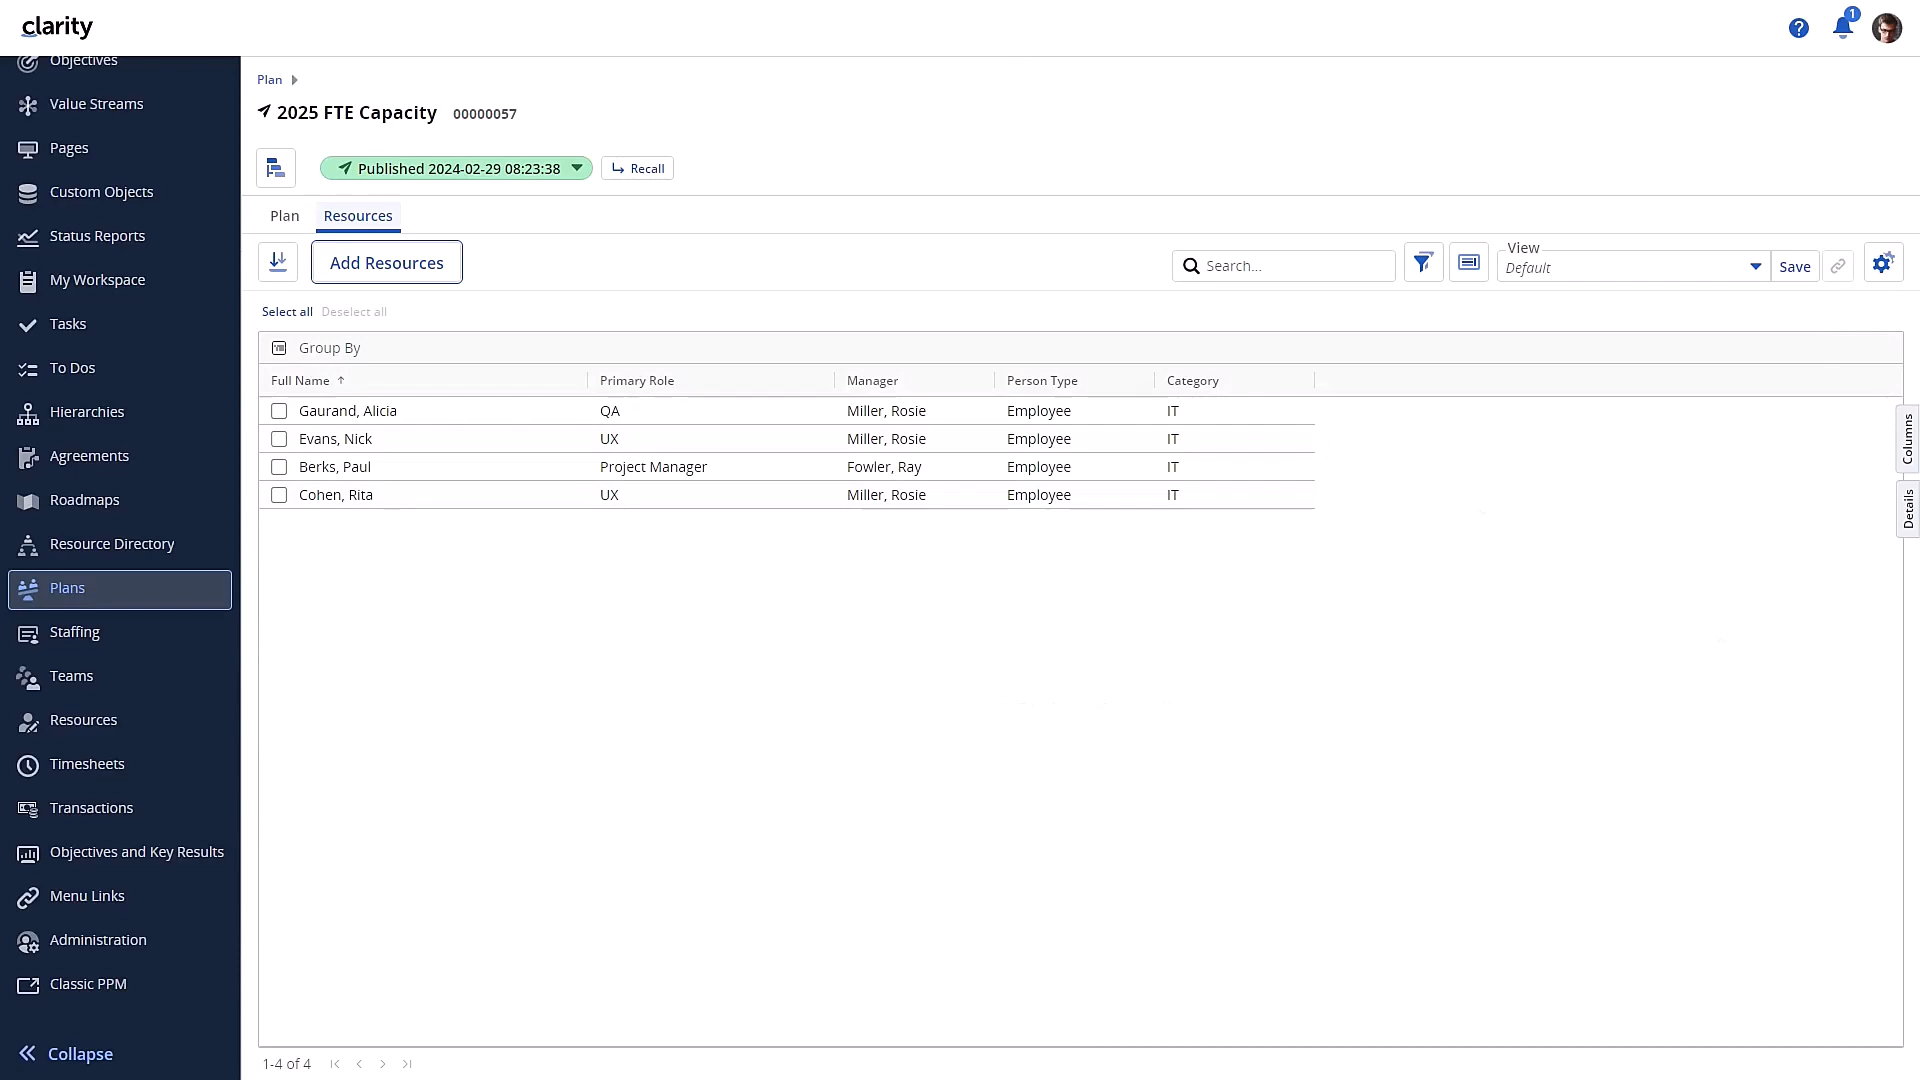 clarity
1
Objectives
Value Streams
Pages
Custom Objects
Status Reports
My Workspace
Tasks
To Dos
Hierarchies
Agreements
Roadmaps
Resource Directory
Plans
Staffing
Teams
Resources
Timesheets
Transactions
Objectives and Key Results
Menu Links
Administration
Classic PPM
Collapse
Plan
2025 FTE Capacity 00000057
Published 2024-02-29 08:23:38 Recall
Plan Resources
Add Resources
Search...
View
Default
Save
Select all Deselect all
Group By
Full Name Primary Role Manager Person Type Category
Gaurand, Alicia QA Miller, Rosie Employee IT
Evans, Nick UX Miller, Rosie Employee IT
Berks, Paul Project Manager Fowler, Ray Employee IT
Cohen, Rita UX Miller, Rosie Employee IT
Columns
Details
1-4 of 4